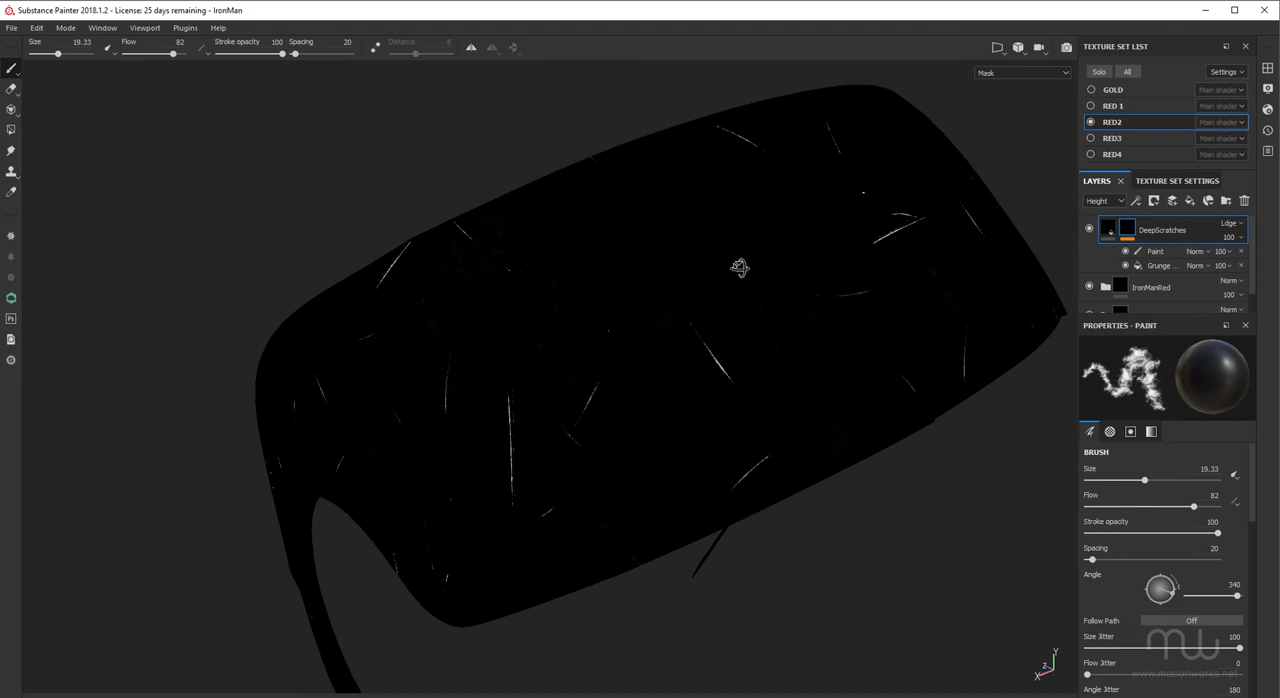 Substance Painter 2018.1.2 - License: 25 days remaining - IronMan
File Edit Mode Window Viewport Plugins Help
Size 19.33 Flow 82 Stroke opacity 100 Spacing 20 Distance 8
Mask
TEXTURE SET LIST
Solo All Settings
GOLD Main shader
RED 1 Main shader
RED2 Main shader
RED3 Main shader
RED4 Main shader
LAYERS TEXTURE SET SETTINGS
Height
DeepScratches Ldge
100
Paint Norm 100
Grunge ... Norm 100
IronManRed Norm
100
Norm
PROPERTIES - PAINT
BRUSH
Size 19.33
Flow 82
Stroke opacity 100
Spacing 20
Angle
340
Follow Path Off
Size Jitter 100
Flow Jitter 0
www.motionworks.net
Angle Jitter 180
Y
Z
X
Ps